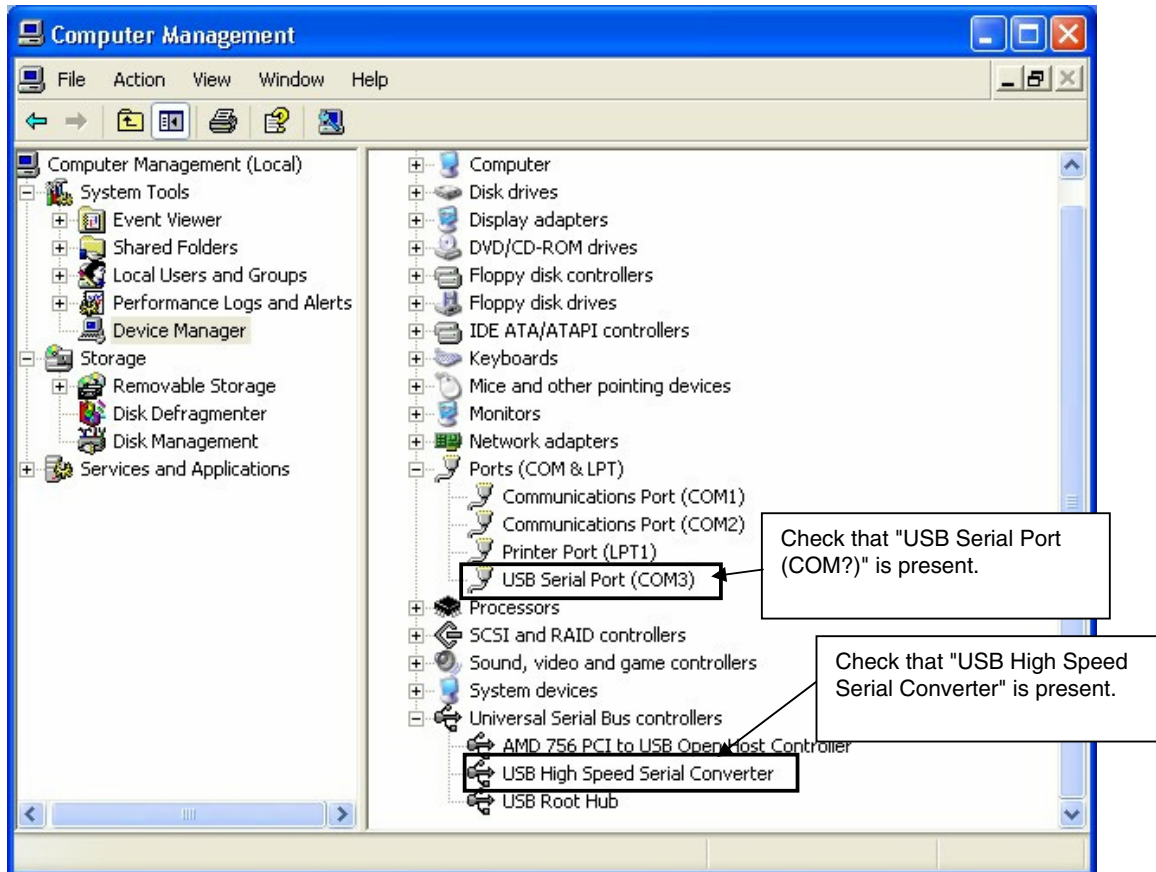 Computer Management
File Action View Window Help
Computer Management (Local)
System Tools
Event Viewer
Shared Folders
Local Users and Groups
Performance Logs and Alerts
Device Manager
Storage
Removable Storage
Disk Defragmenter
Disk Management
Services and Applications
Computer
Disk drives
Display adapters
DVD/CD-ROM drives
Floppy disk controllers
Floppy disk drives
IDE ATA/ATAPI controllers
Keyboards
Mice and other pointing devices
Monitors
Network adapters
Ports (COM & LPT)
Communications Port (COM1)
Communications Port (COM2)
Printer Port (LPT1)
USB Serial Port (COM3)
Processors
SCSI and RAID controllers
Sound, video and game controllers
System devices
Universal Serial Bus controllers
AMD 756 PCI to USB Open Host Controller
USB High Speed Serial Converter
USB Root Hub
Check that "USB Serial Port
(COM?)" is present.
Check that "USB High Speed
Serial Converter" is present.